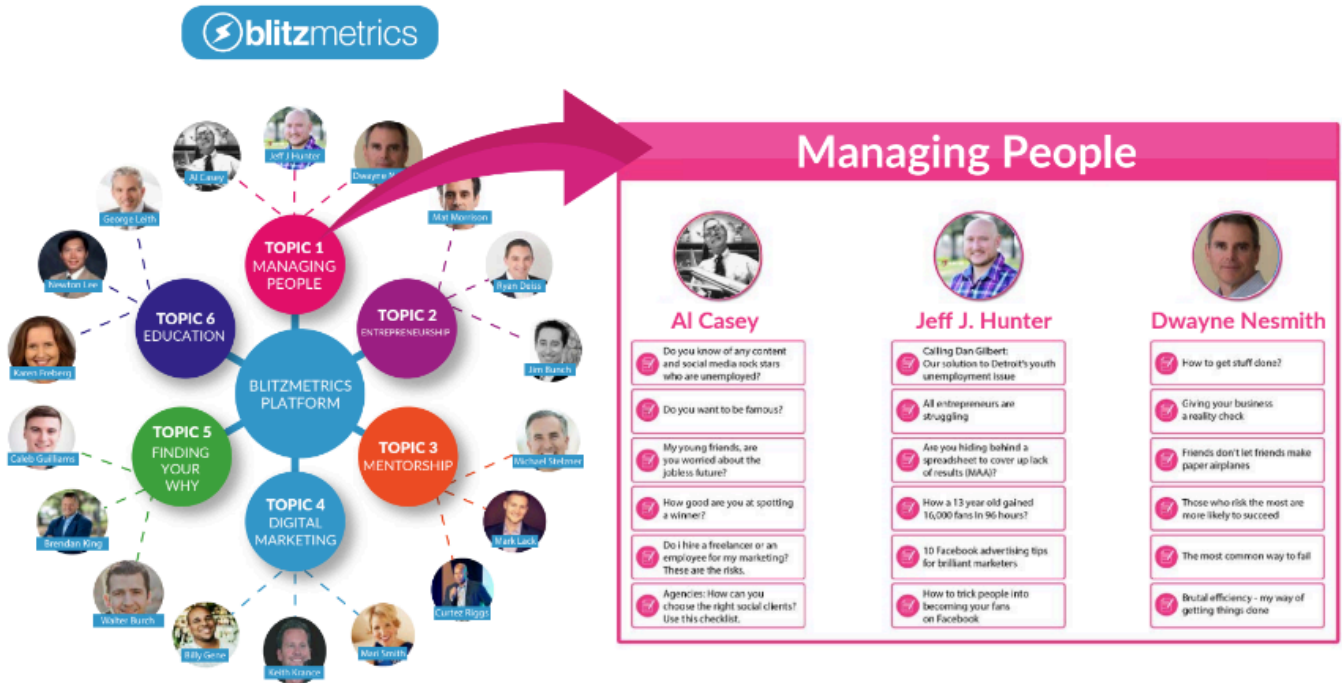 blitzmetrics
Al Casey
Jeff J. Hunter
Dwayne N
George Leith
Mat Morrison
Newton Lee
Ryan Deiss
Karen Freberg
Jim Bunch
TOPIC 1
MANAGING
PEOPLE
TOPIC 6
EDUCATION
TOPIC 2
ENTREPRENEURSHIP
BLITZMETRICS
PLATFORM
TOPIC 5
FINDING
YOUR
WHY
TOPIC 3
MENTORSHIP
TOPIC 4
DIGITAL
MARKETING
Caleb Guilliams
Michael Stelzner
Brendan King
Mark Lack
Walter Burch
Curtez Riggs
Billy Gene
Keith Krance
Mari Smith
Managing People
Al Casey
Do you know of any content
and social media rock stars
who are unemployed?
Do you want to be famous?
My young friends, are
you worried about the
jobless future?
How good are you at spotting
a winner?
Do i hire a freelancer or an
employee for my marketing?
These are the risks.
Agencies: How can you
choose the right social clients?
Use this checklist.
Jeff J. Hunter
Calling Dan Gilbert:
Our solution to Detroit's youth
unemployment issue
All entrepreneurs are
struggling
Are you hiding behind a
spreadsheet to cover up lack
of results (MAA)?
How a 13 year old gained
16,000 fans in 96 hours?
10 Facebook advertising tips
for brilliant marketers
How to trick people into
becoming your fans
on Facebook
Dwayne Nesmith
How to get stuff done?
Giving your business
a reality check
Friends don't let friends make
paper airplanes
Those who risk the most are
more likely to succeed
The most common way to fail
Brutal efficiency - my way of
getting things done